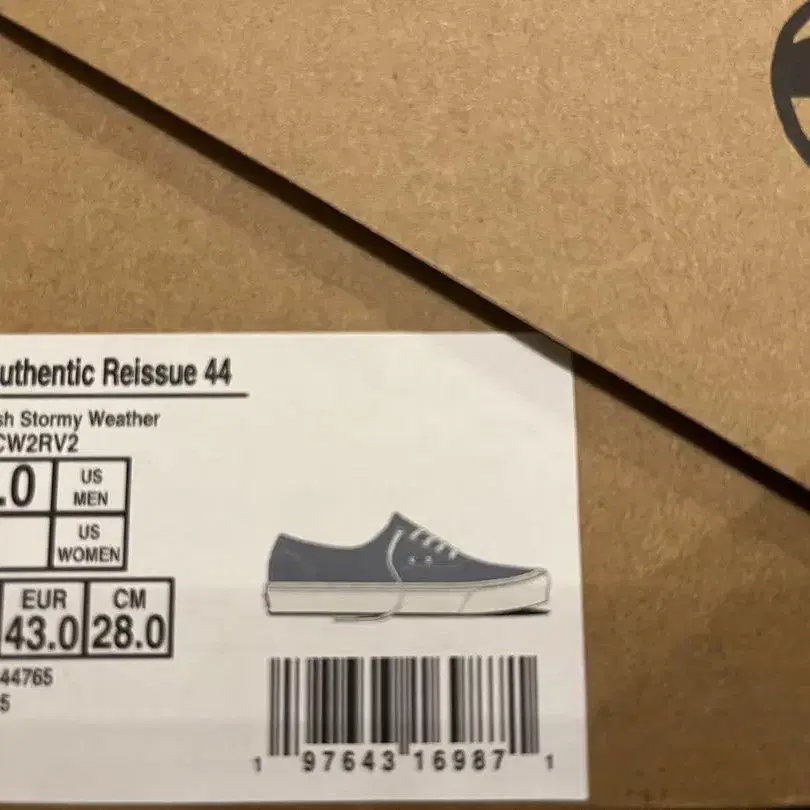 uthentic Reissue 44
sh Stormy Weather
CW2RV2
.0 US MEN
US WOMEN
EUR CM
43.0 28.0
44765
5
1 97643 16987 1